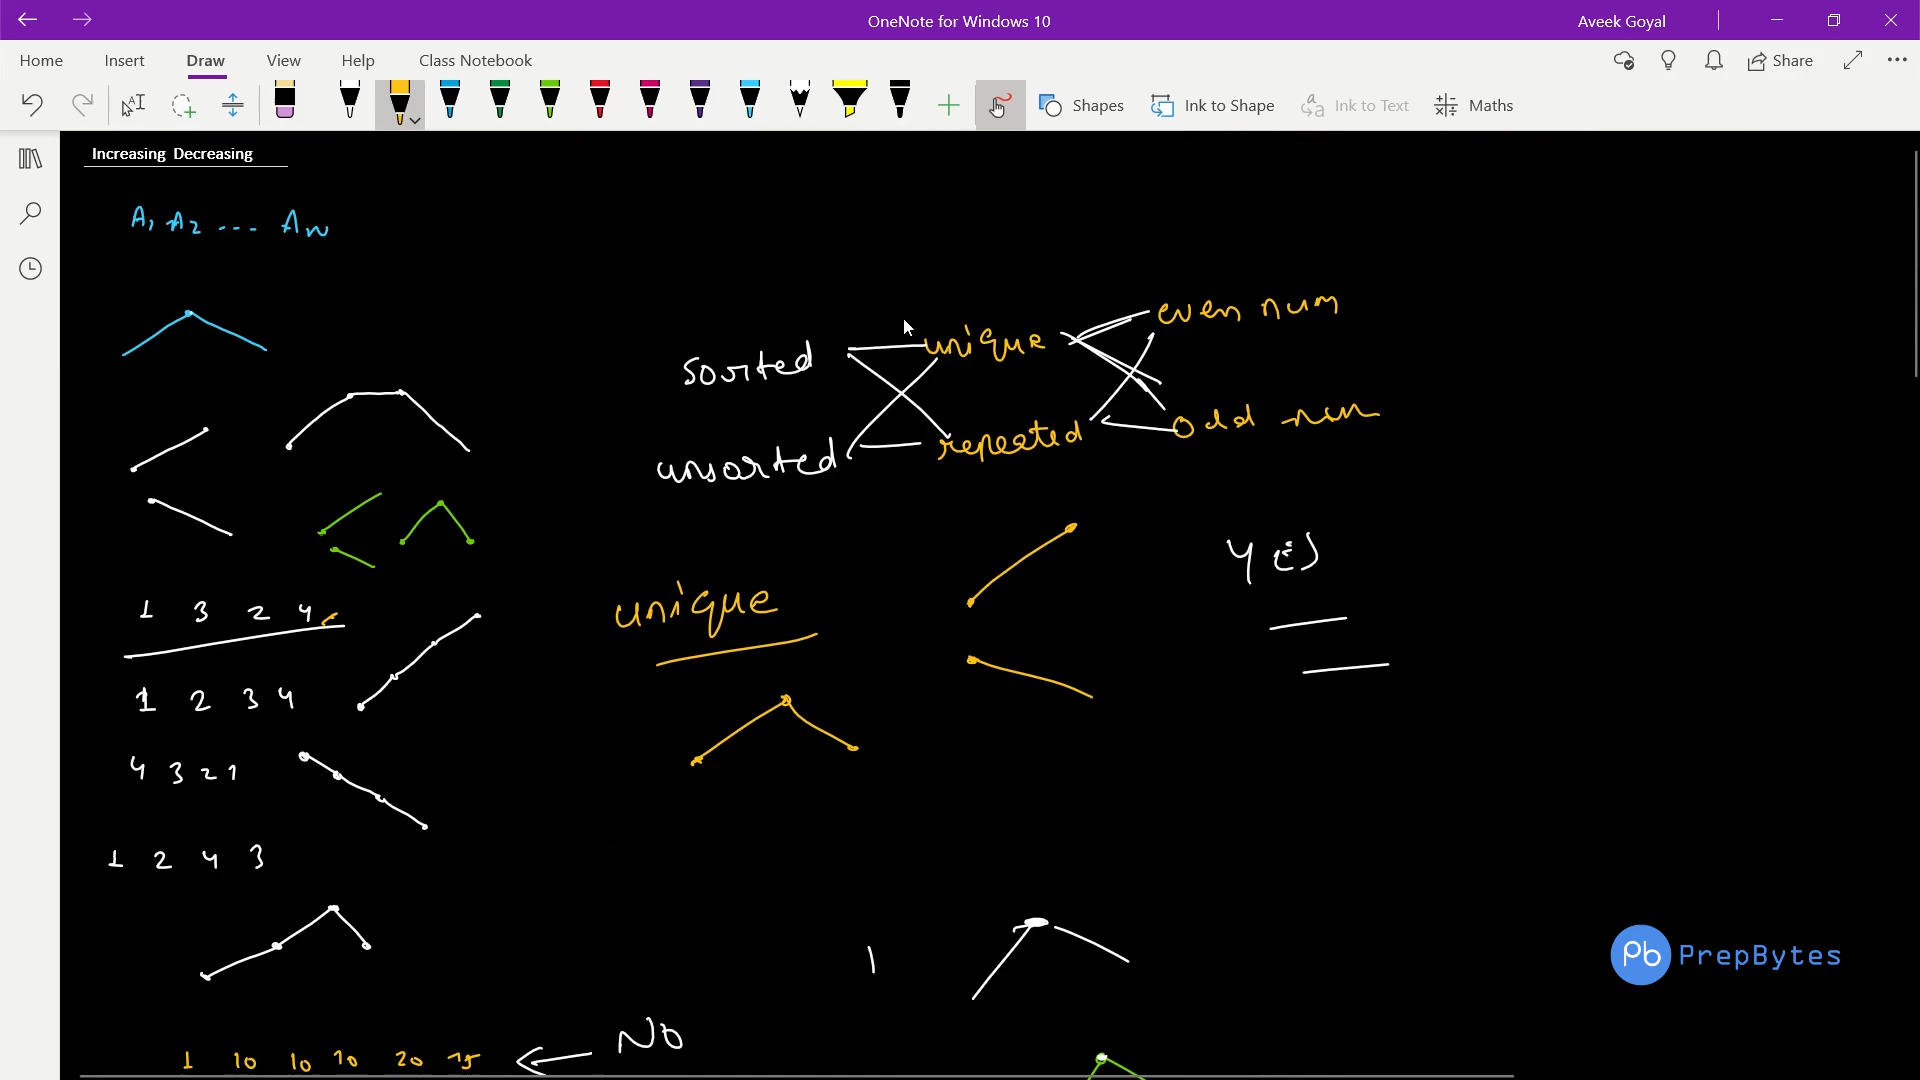 OneNote for Windows 10
Aveek Goyal
Home Insert Draw View Help Class Notebook
Share
Shapes Ink to Shape Ink to Text Maths
Increasing Decreasing
A1 A2 ... An
sorted unique even num
unsorted repeated odd num
YES
unique
1 3 2 4
1 2 3 4
4 3 2 1
1 2 4 3
1
Pb PrepBytes
NO
1 10 10 10 20 15